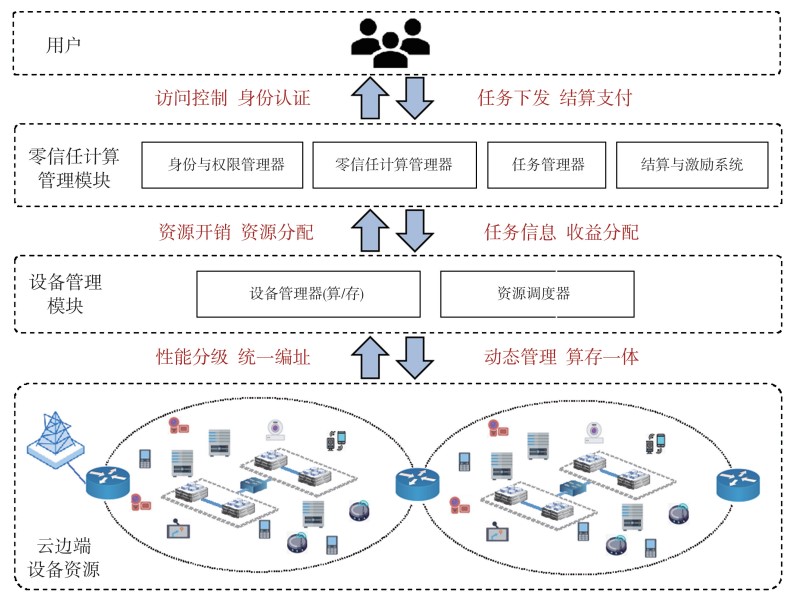 用户
访问控制 身份认证
任务下发 结算支付
零信任计算
管理模块
身份与权限管理器
零信任计算管理器
任务管理器
结算与激励系统
资源开销 资源分配
任务信息 收益分配
设备管理
模块
设备管理器(算/存)
资源调度器
性能分级 统一编址
动态管理 算存一体
云边端
设备资源